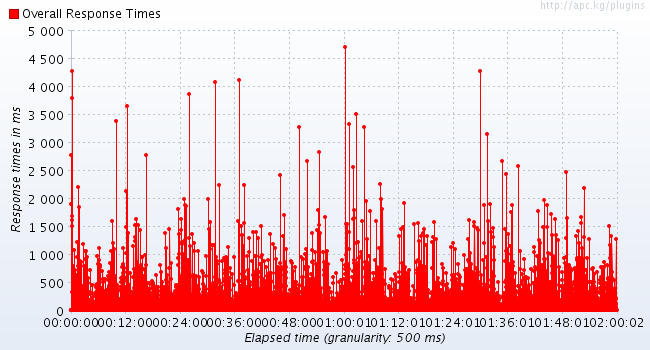 http://apc.kg/plugins
Overall Response Times
5 000
4 500
4 000
3 500
3 000
2 500
2 000
1 500
1 000
500
0
Response times in ms
00:00:00 00:12:00 00:24:00 00:36:00 00:48:00 01:00:01 01:12:01 01:24:01 01:36:01 01:48:01 02:00:02
Elapsed time (granularity: 500 ms)